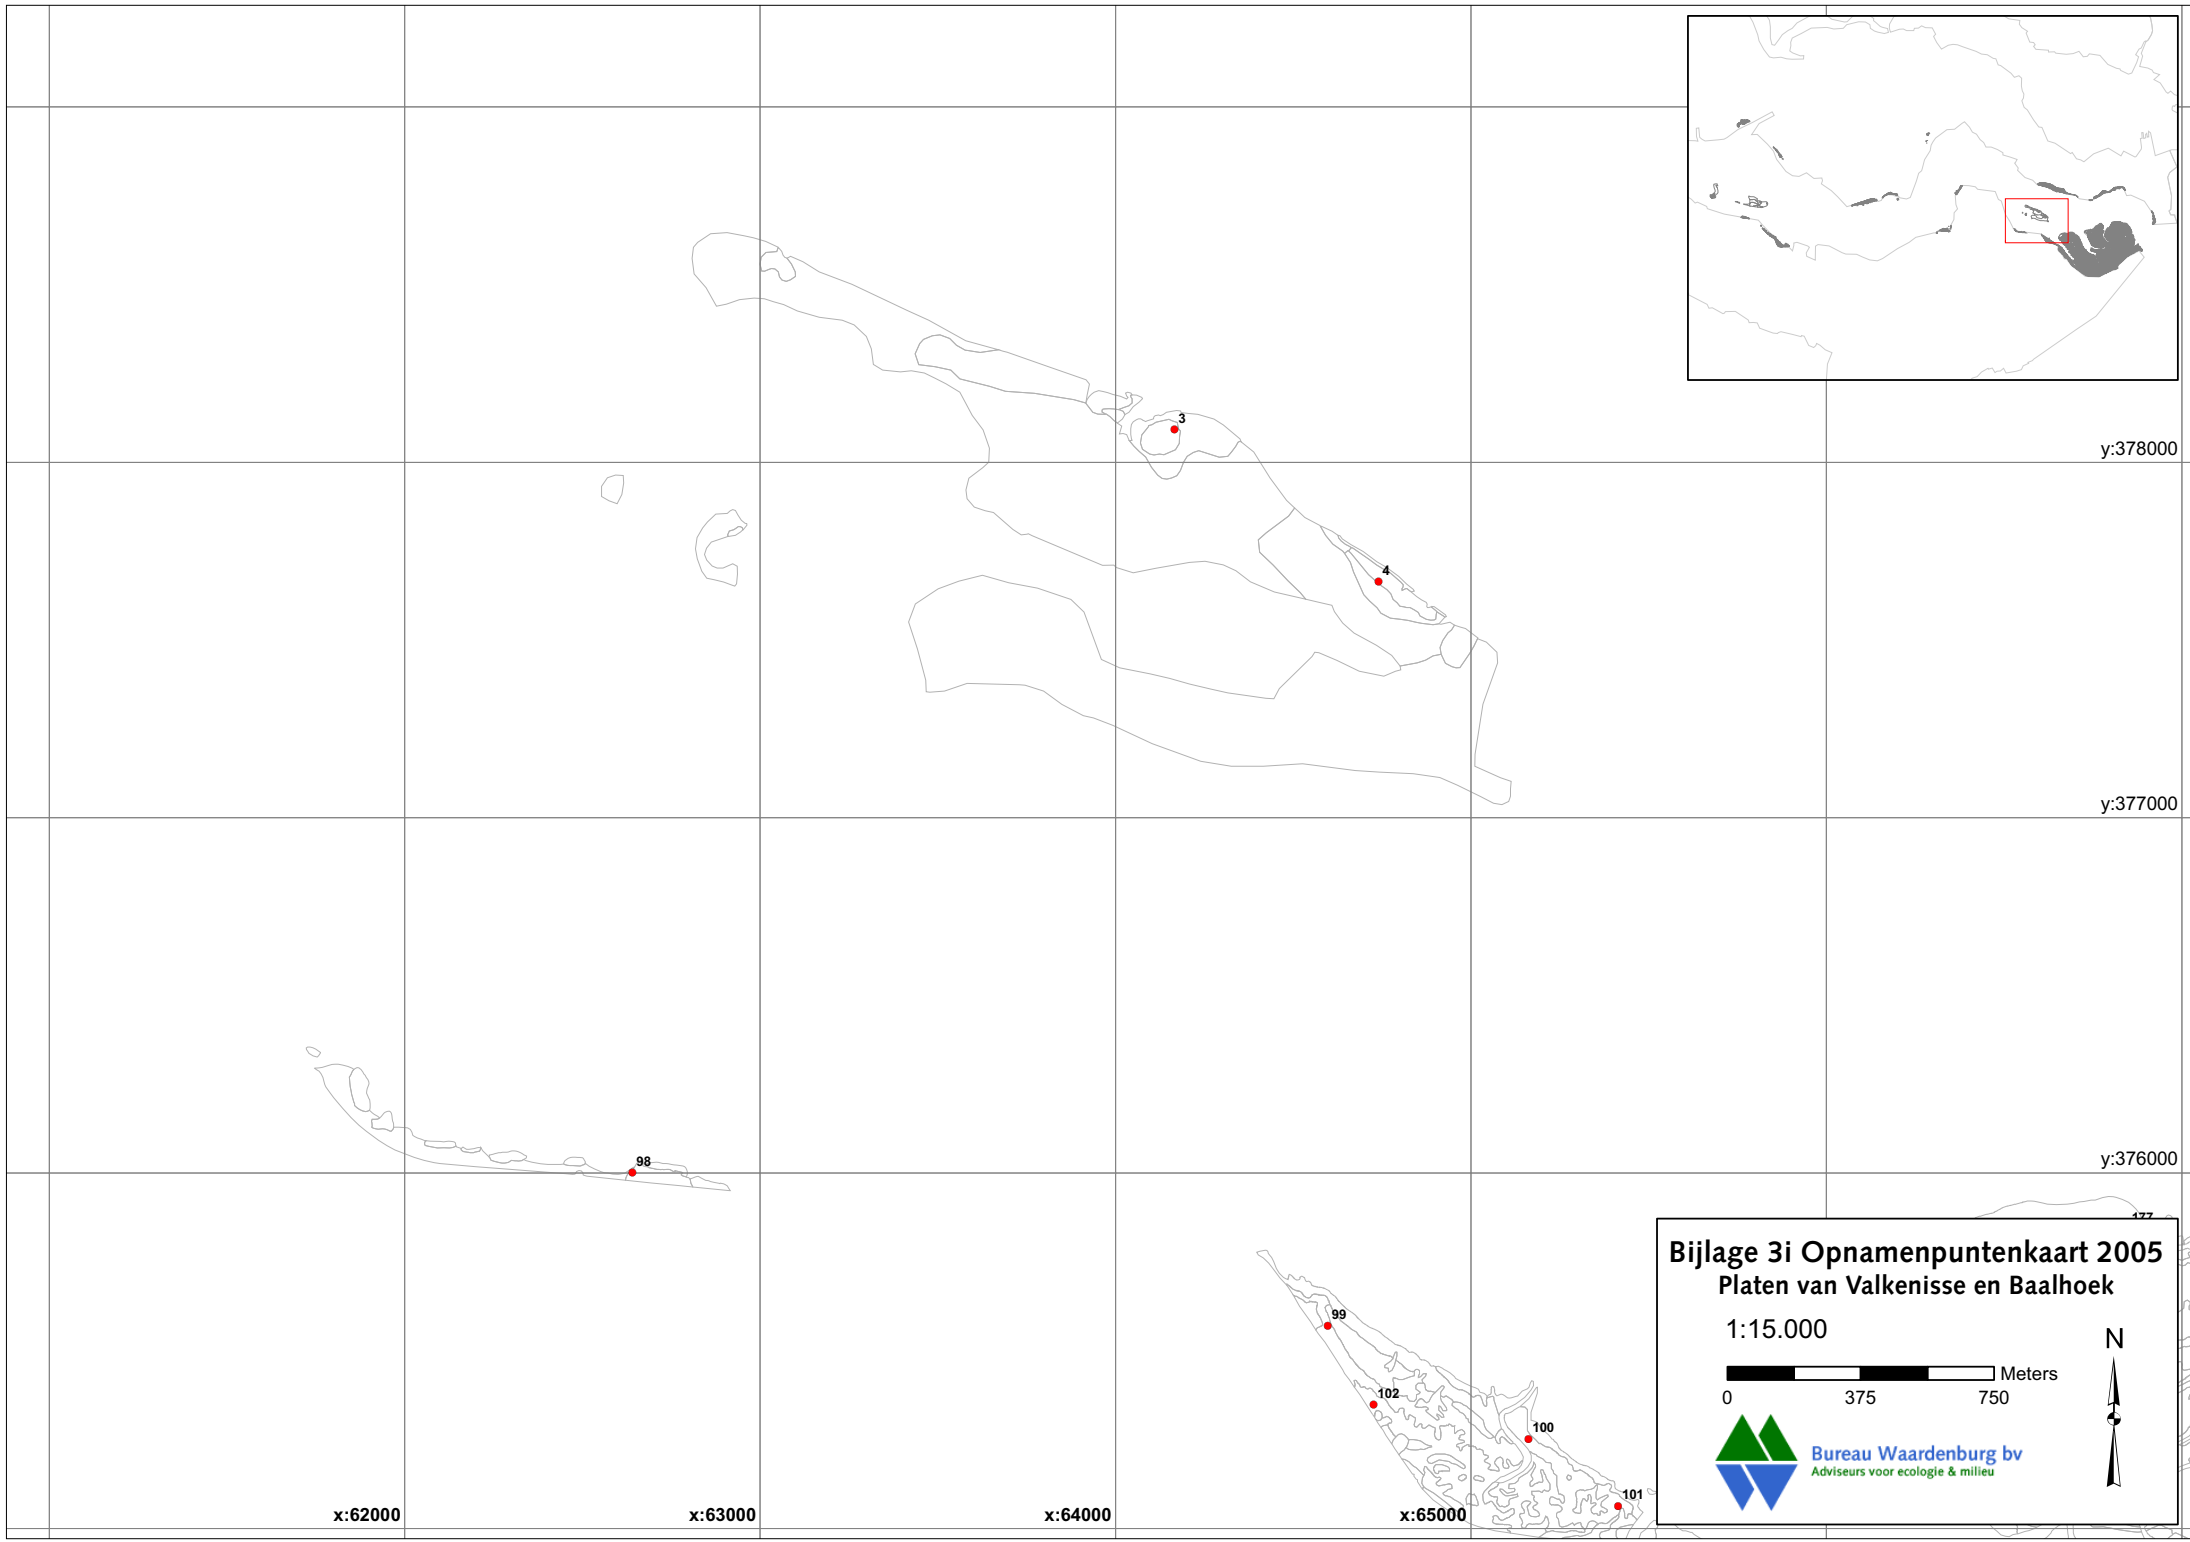 3
y:378000
4
y:377000
98
y:376000
177
Bijlage 3i Opnamenpuntenkaart 2005
Platen van Valkenisse en Baalhoek
99
1:15.000
N
Meters
0 375 750
102
100
Bureau Waardenburg bv
Adviseurs voor ecologie & milieu
101
x:62000 x:63000 x:64000 x:65000